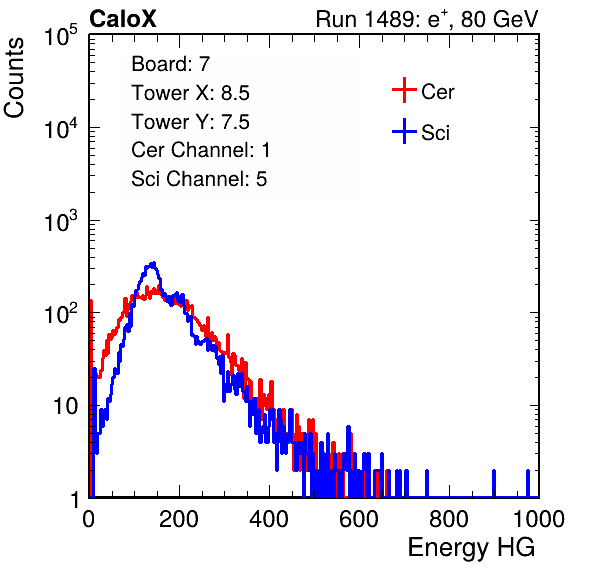 CaloX Run 1489: e⁺, 80 GeV
Counts
10⁵
10⁴
10³
10²
10
1
Board: 7
Tower X: 8.5
Tower Y: 7.5
Cer Channel: 1
Sci Channel: 5
Cer
Sci
0 200 400 600 800 1000
Energy HG